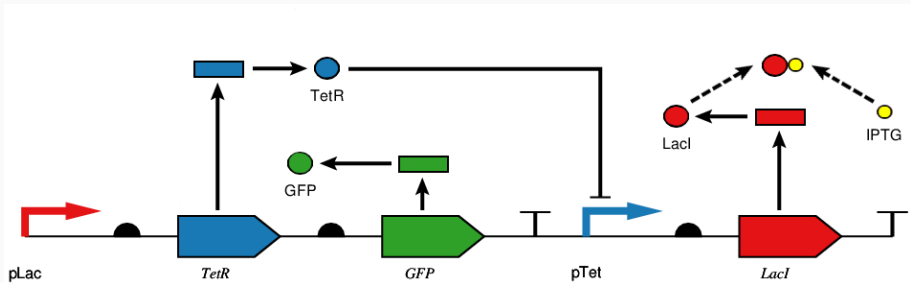 TetR
GFP
LacI
IPTG
pLac
TetR
GFP
pTet
LacI